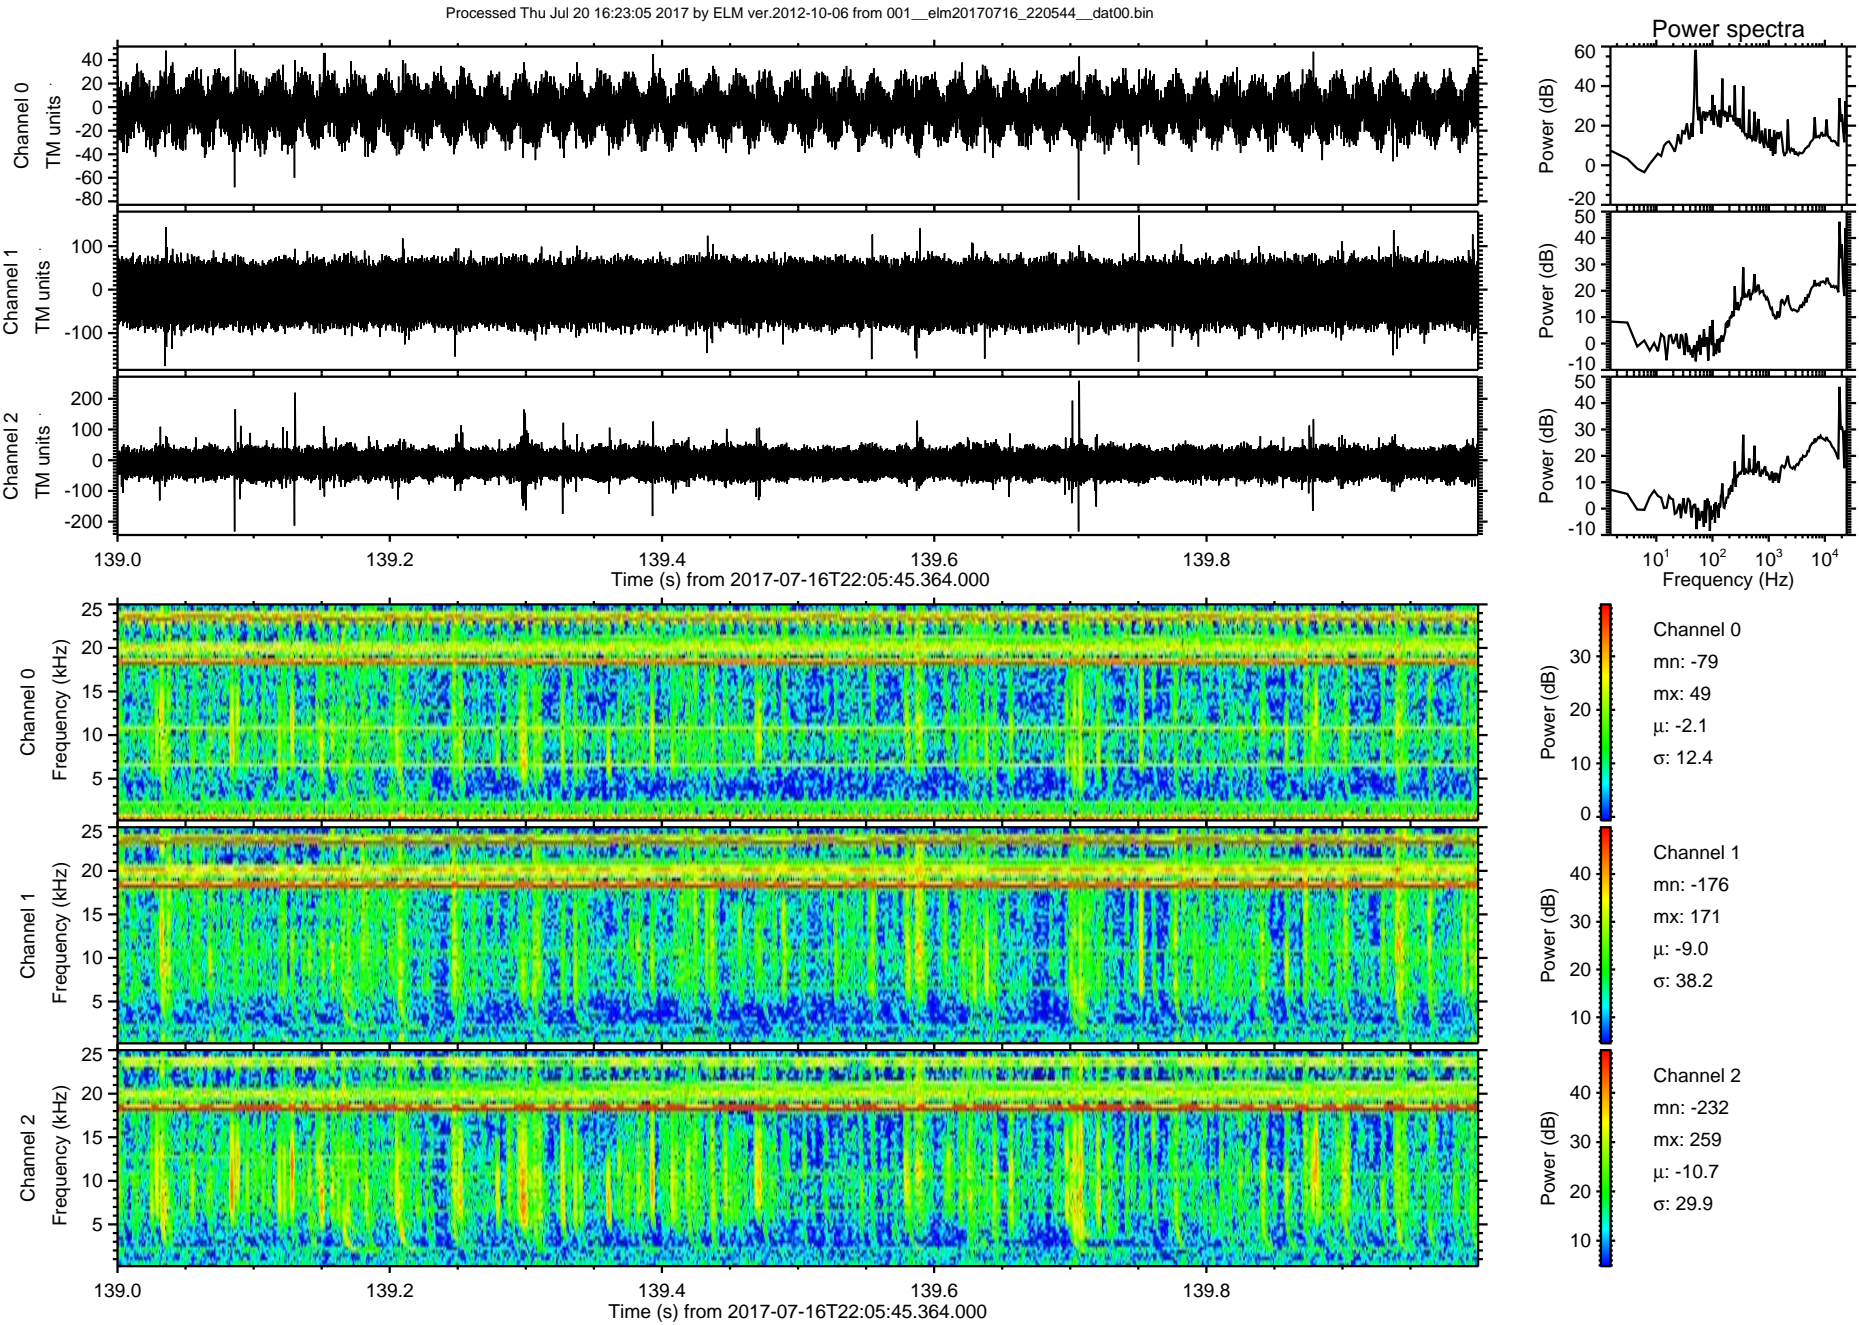 Processed Thu Jul 20 16:23:05 2017 by ELM ver.2012-10-06 from 001__elm20170716_220544__dat00.bin
Power spectra
Channel 0
TM units
40
20
0
-20
-40
-60
-80
Power (dB)
60
40
20
0
-20
Channel 1
TM units
100
0
-100
Power (dB)
50
40
30
20
10
0
-10
Channel 2
TM units
200
100
0
-100
-200
Power (dB)
50
40
30
20
10
0
-10
139.0 139.2 139.4 139.6 139.8
Time (s) from 2017-07-16T22:05:45.364.000
10¹ 10² 10³ 10⁴
Frequency (Hz)
Channel 0
Frequency (kHz)
25
20
15
10
5
Power (dB)
30
20
10
0
Channel 0
mn: -79
mx: 49
μ: -2.1
σ: 12.4
Channel 1
Frequency (kHz)
25
20
15
10
5
Power (dB)
40
30
20
10
Channel 1
mn: -176
mx: 171
μ: -9.0
σ: 38.2
Channel 2
Frequency (kHz)
25
20
15
10
5
Power (dB)
40
30
20
10
Channel 2
mn: -232
mx: 259
μ: -10.7
σ: 29.9
139.0 139.2 139.4 139.6 139.8
Time (s) from 2017-07-16T22:05:45.364.000